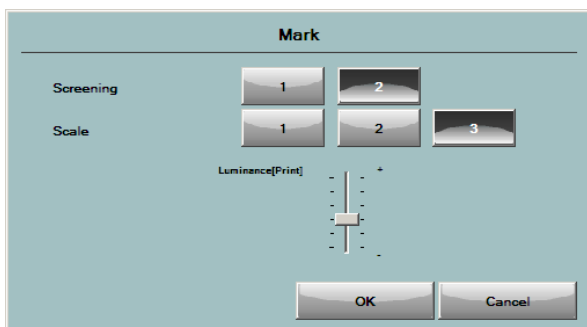 Mark
Screening 1 2
Scale 1 2 3
Luminance[Print] +
-
OK Cancel